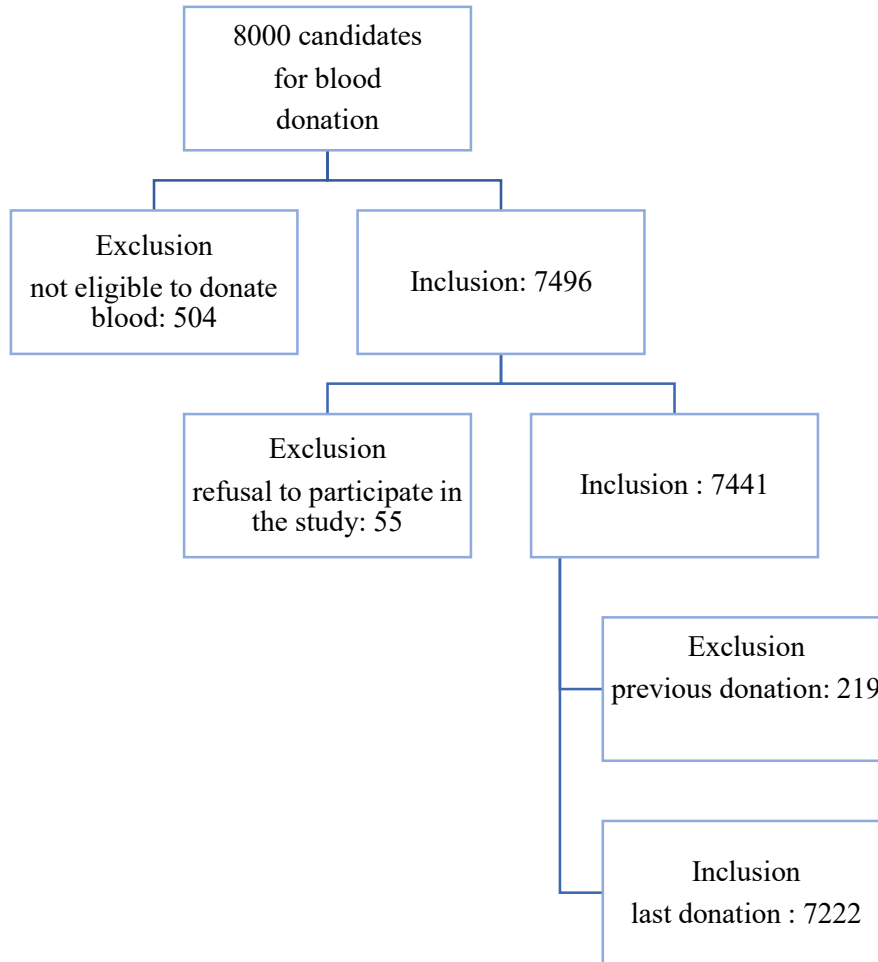 8000 candidates
for blood
donation
Exclusion
not eligible to donate
blood: 504
Inclusion: 7496
Exclusion
refusal to participate in
the study: 55
Inclusion : 7441
Exclusion
previous donation: 219
Inclusion
last donation : 7222